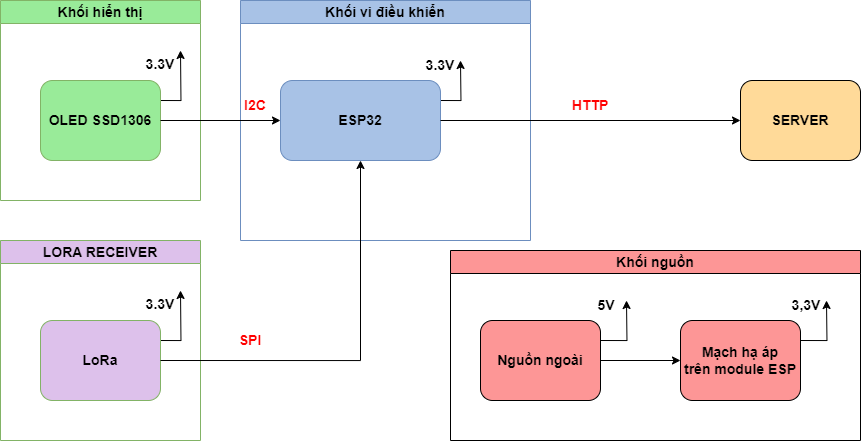 Khối hiển thị
3.3V
OLED SSD1306
I2C
Khối vi điều khiển
3.3V
ESP32
HTTP
SERVER
LORA RECEIVER
3.3V
LoRa
SPI
Khối nguồn
5V
Nguồn ngoài
3,3V
Mạch hạ áp
trên module ESP